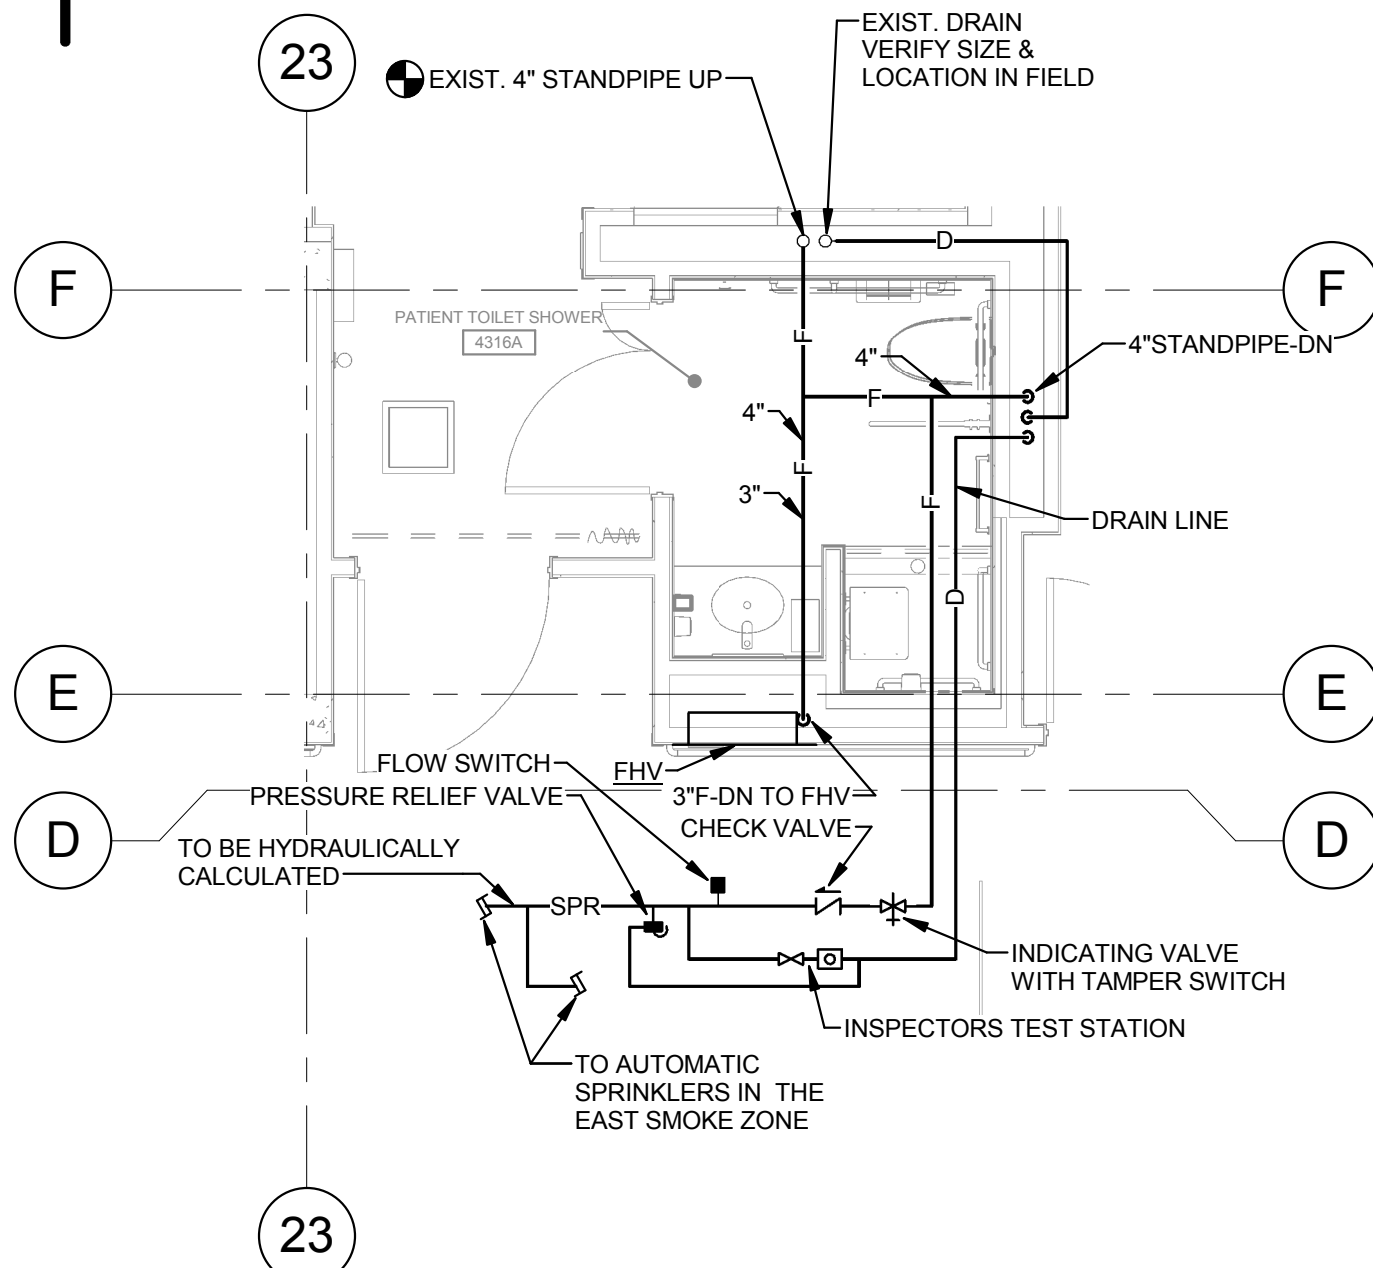 23
EXIST. 4" STANDPIPE UP
EXIST. DRAIN
VERIFY SIZE &
LOCATION IN FIELD
D
F
F
PATIENT TOILET SHOWER
4316A
F
4"STANDPIPE-DN
4"
F
4"
F
3"
F
DRAIN LINE
D
E
E
FLOW SWITCH
FHV
PRESSURE RELIEF VALVE
3"F-DN TO FHV
CHECK VALVE
D
D
TO BE HYDRAULICALLY
CALCULATED
SPR
INDICATING VALVE
WITH TAMPER SWITCH
INSPECTORS TEST STATION
TO AUTOMATIC
SPRINKLERS IN THE
EAST SMOKE ZONE
23